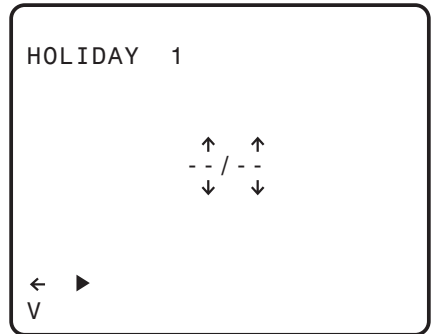 HOLIDAY 1
↑ ↑
--/--
↓ ↓
← ▶
V